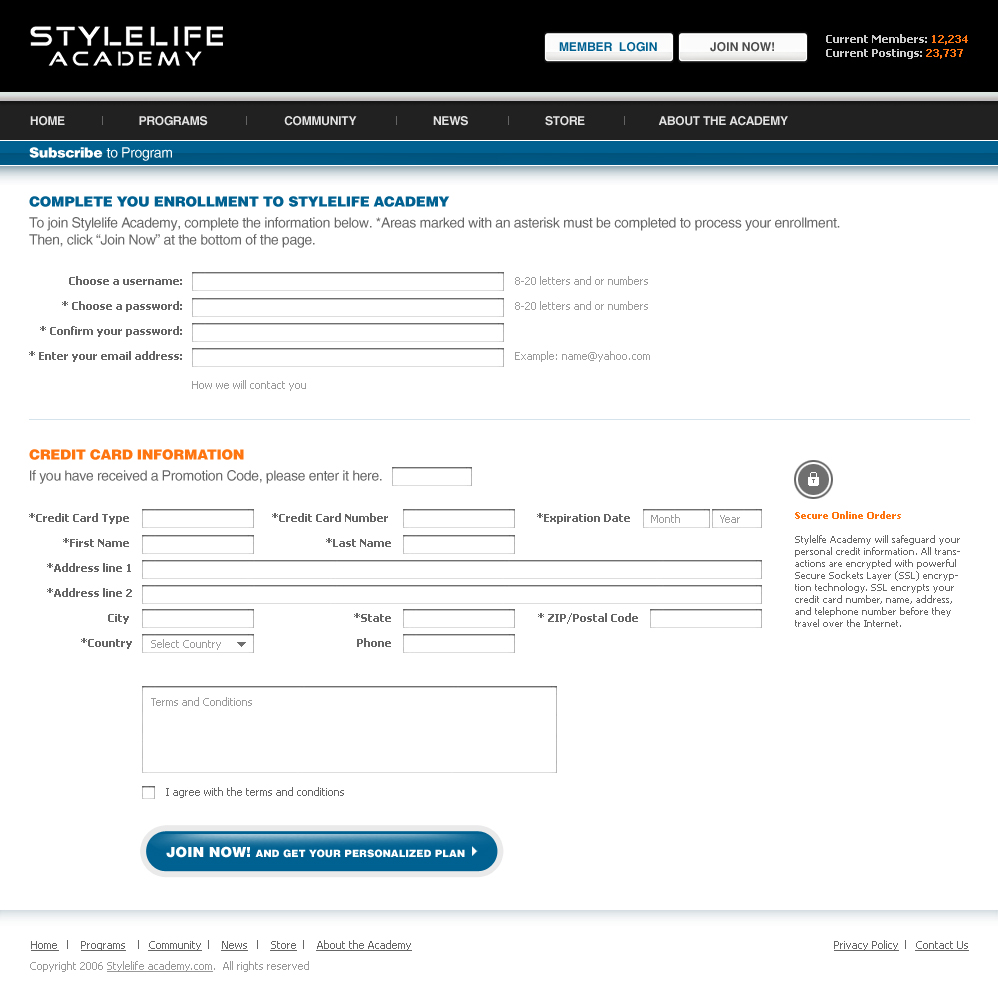 STYLELIFE
ACADEMY
MEMBER LOGIN
JOIN NOW!
Current Members: 12,234
Current Postings: 23,737
HOME | PROGRAMS | COMMUNITY | NEWS | STORE | ABOUT THE ACADEMY
Subscribe to Program
COMPLETE YOU ENROLLMENT TO STYLELIFE ACADEMY
To join Stylelife Academy, complete the information below. *Areas marked with an asterisk must be completed to process your enrollment.
Then, click “Join Now” at the bottom of the page.
Choose a username: 8-20 letters and or numbers
* Choose a password: 8-20 letters and or numbers
* Confirm your password:
* Enter your email address: Example: name@yahoo.com
How we will contact you
CREDIT CARD INFORMATION
If you have received a Promotion Code, please enter it here.
*Credit Card Type *Credit Card Number *Expiration Date Month Year
*First Name *Last Name
*Address line 1
*Address line 2
City *State * ZIP/Postal Code
*Country Select Country Phone
Secure Online Orders
Stylelfe Academy will safeguard your
personal credit information. All trans-
actions are encrypted with powerful
Secure Sockets Layer (SSL) encryp-
tion technology. SSL encrypts your
credit card number, name, address,
and telephone number before they
travel over the Internet.
Terms and Conditions
I agree with the terms and conditions
JOIN NOW! AND GET YOUR PERSONALIZED PLAN
Home | Programs | Community | News | Store | About the Academy
Privacy Policy | Contact Us
Copyright 2006 Stylelife academy.com. All rights reserved